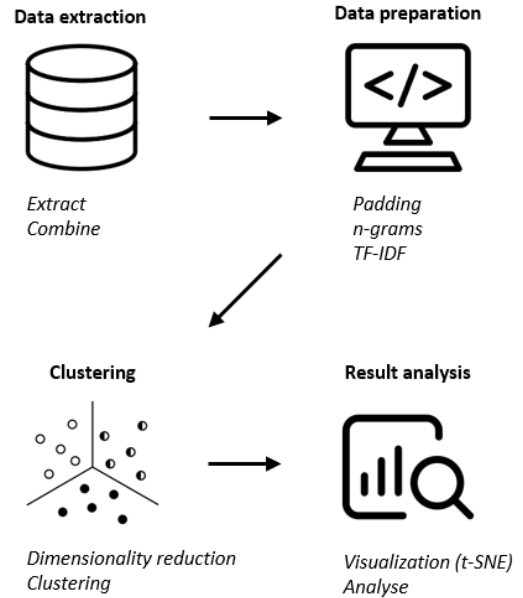 Data extraction
Data preparation
</>
Extract
Combine
Padding
n-grams
TF-IDF
Clustering
Result analysis
Dimensionality reduction
Clustering
Visualization (t-SNE)
Analyse